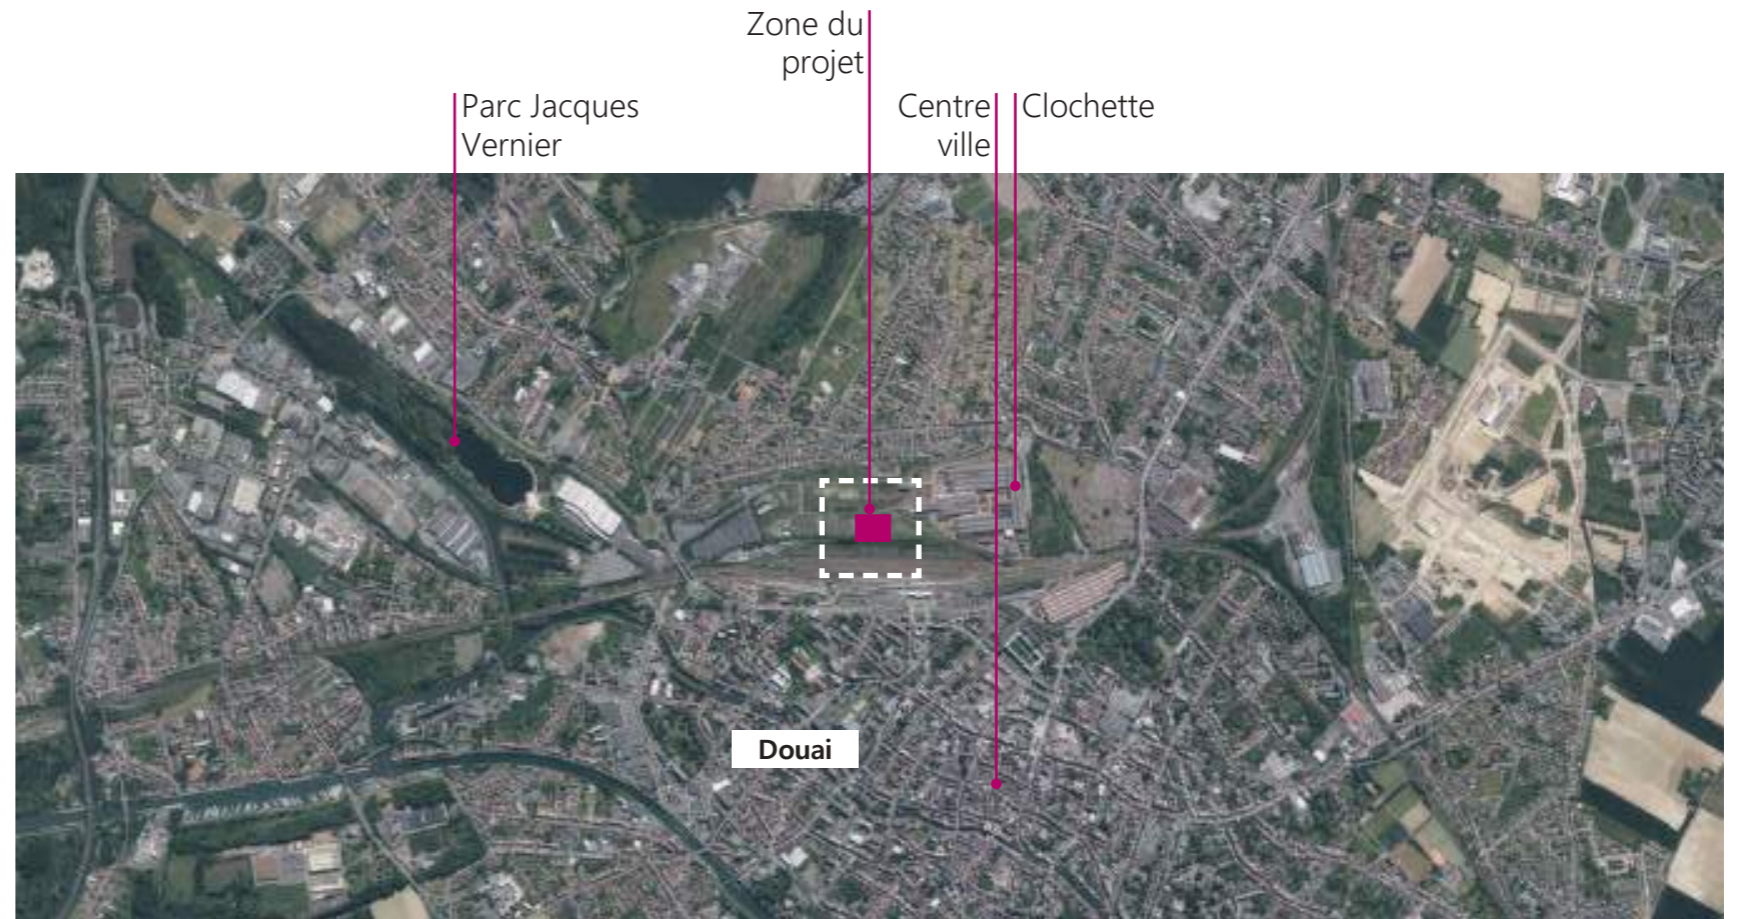 Zone du
projet
Parc Jacques
Vernier
Centre
ville
Clochette
Douai